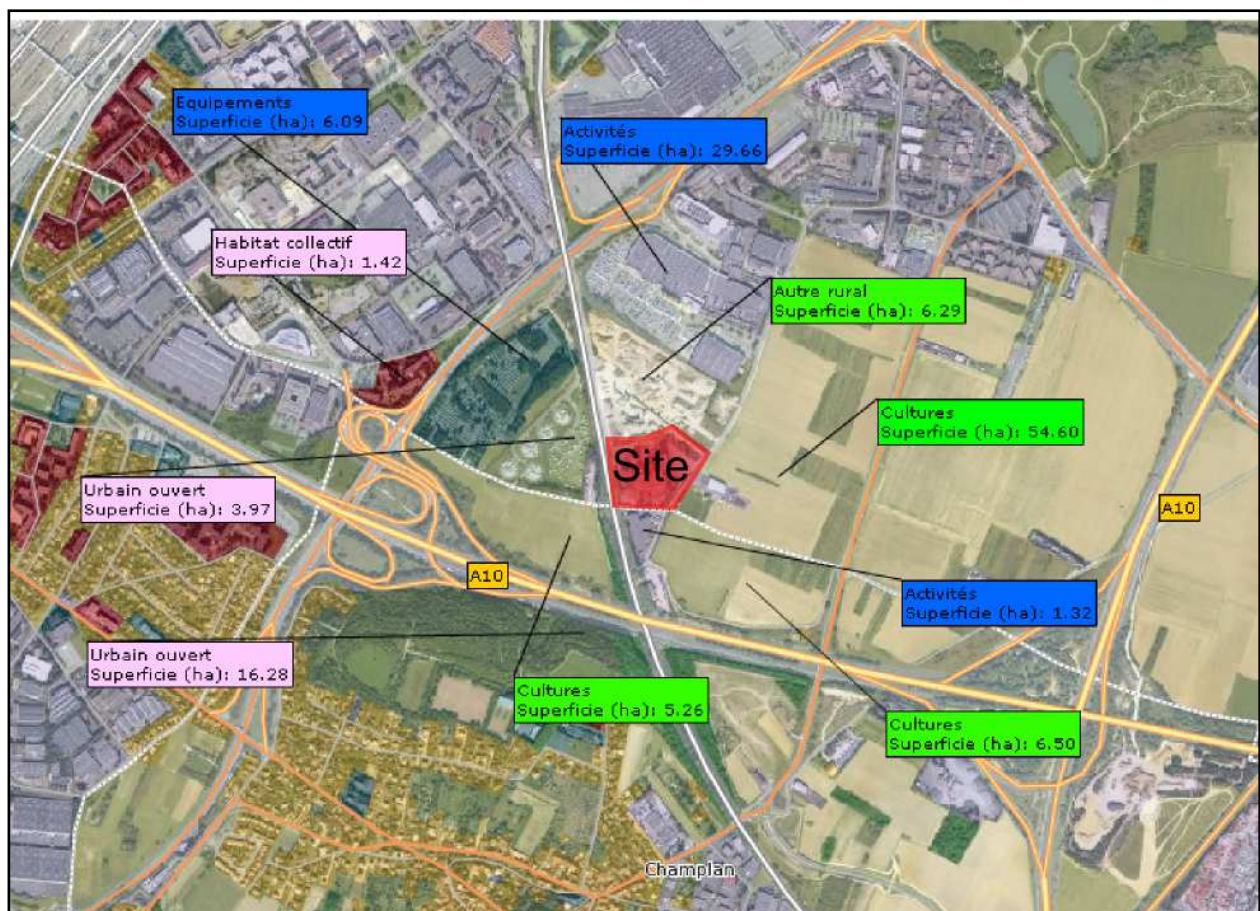 Equipements
Superficie (ha): 6.09
Activités
Superficie (ha): 29.66
Habitat collectif
Superficie (ha): 1.42
Autre rural
Superficie (ha): 6.29
Cultures
Superficie (ha): 54.60
Site
Urbain ouvert
Superficie (ha): 3.97
A10
A10
Activités
Superficie (ha): 1.32
Urbain ouvert
Superficie (ha): 16.28
Cultures
Superficie (ha): 5.26
Cultures
Superficie (ha): 6.50
Champlan